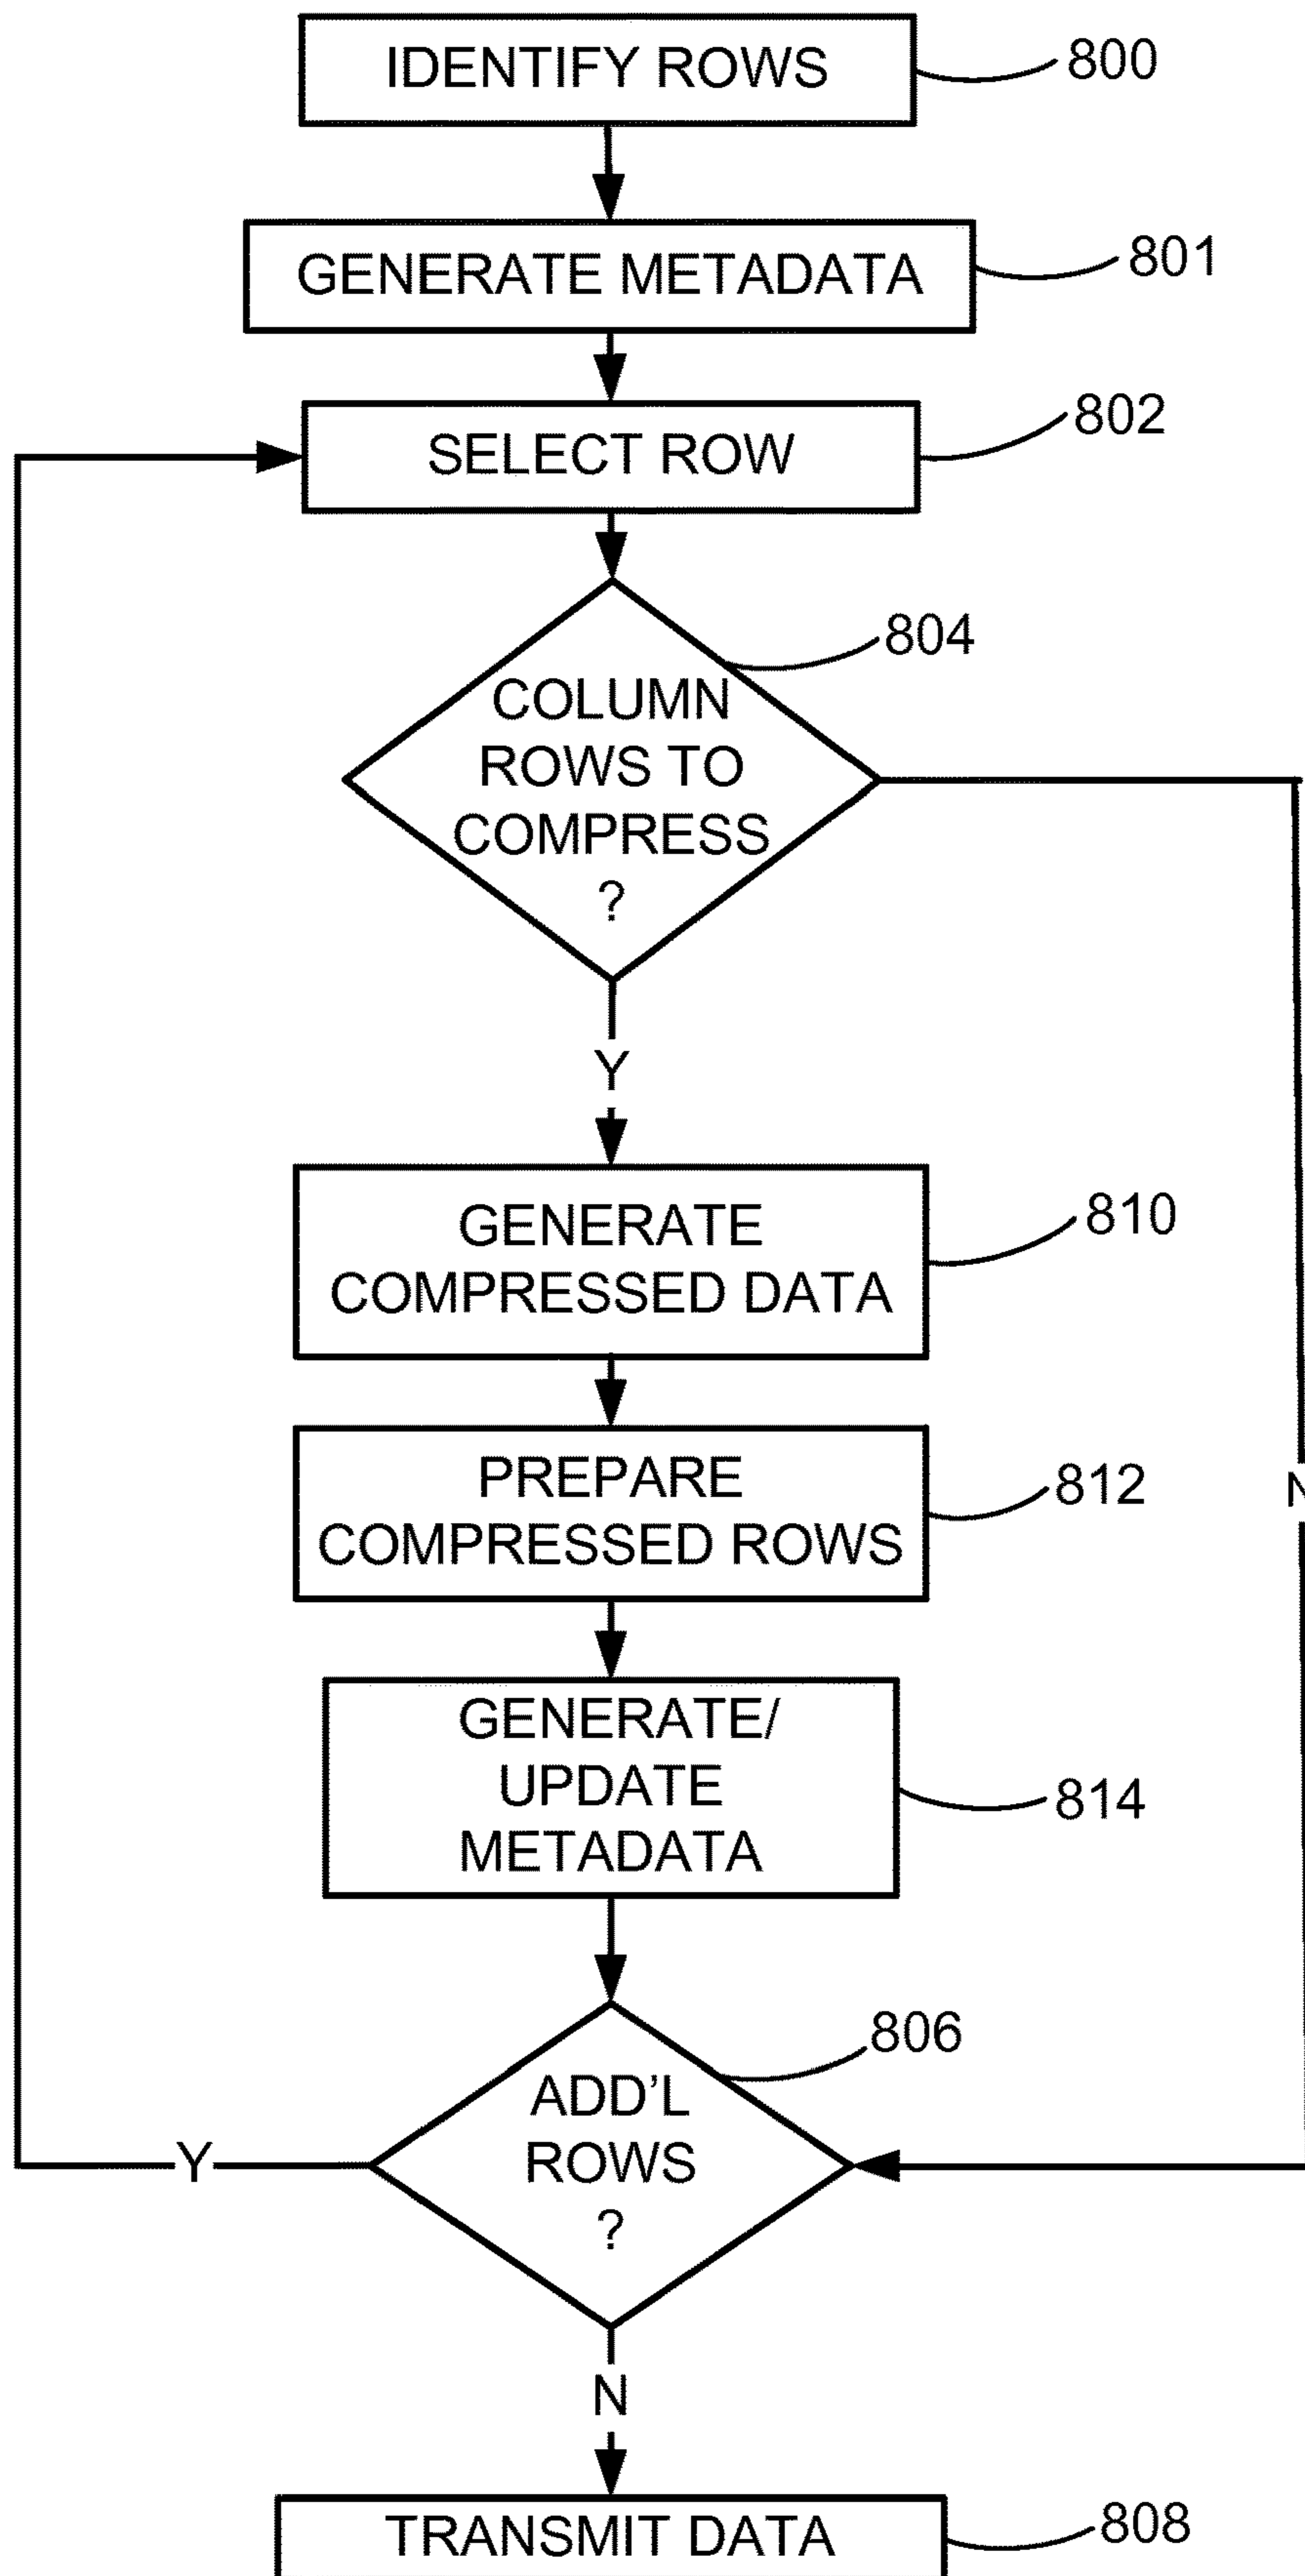 IDENTIFY ROWS
800
GENERATE METADATA
801
SELECT ROW
802
804
COLUMN
ROWS TO
COMPRESS
?
Y
GENERATE
COMPRESSED DATA
810
PREPARE
COMPRESSED ROWS
812
N
GENERATE/
UPDATE
METADATA
814
806
ADD'L
ROWS
?
Y
N
TRANSMIT DATA
808